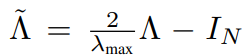 Λ̃ = 2/λ_max Λ − I_N